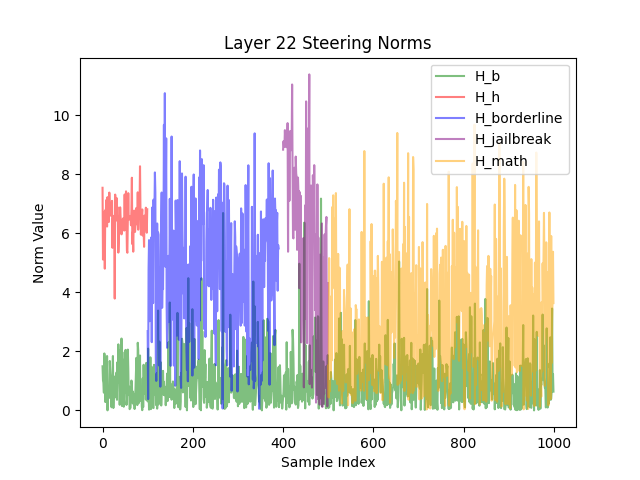 Layer 22 Steering Norms
H_b
H_h
H_borderline
H_jailbreak
H_math
Norm Value
10
8
6
4
2
0
0 200 400 600 800 1000
Sample Index